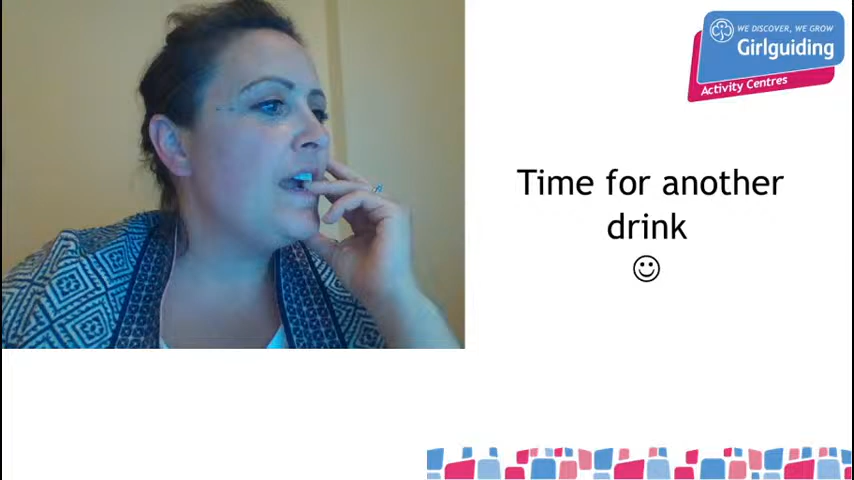 WE DISCOVER, WE GROW
Girlguiding
Activity Centres
Time for another
drink
☺